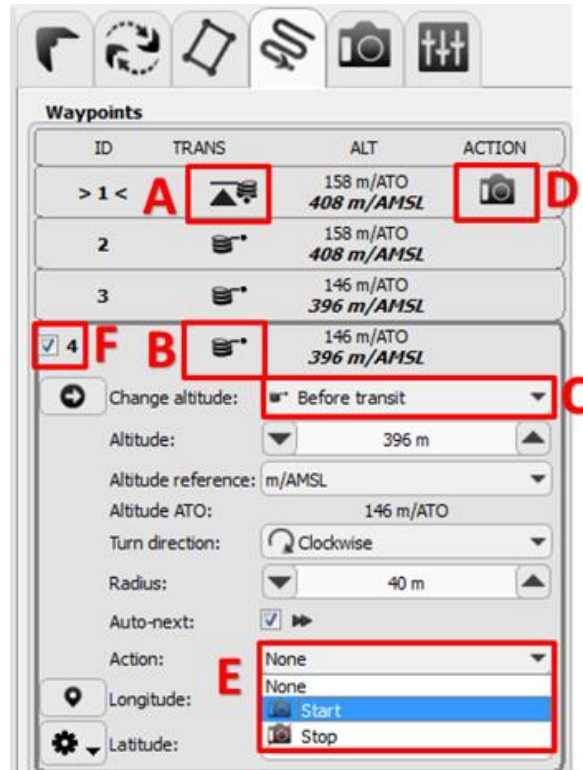 Waypoints
ID TRANS ALT ACTION
> 1 < A 158 m/ATO D
408 m/AMSL
2 158 m/ATO
408 m/AMSL
3 146 m/ATO
396 m/AMSL
4 F B 146 m/ATO
396 m/AMSL
Change altitude: Before transit C
Altitude: 396 m
Altitude reference: m/AMSL
Altitude ATO: 146 m/ATO
Turn direction: Clockwise
Radius: 40 m
Auto-next:
Action: E None
None
Longitude: Start
Latitude: Stop